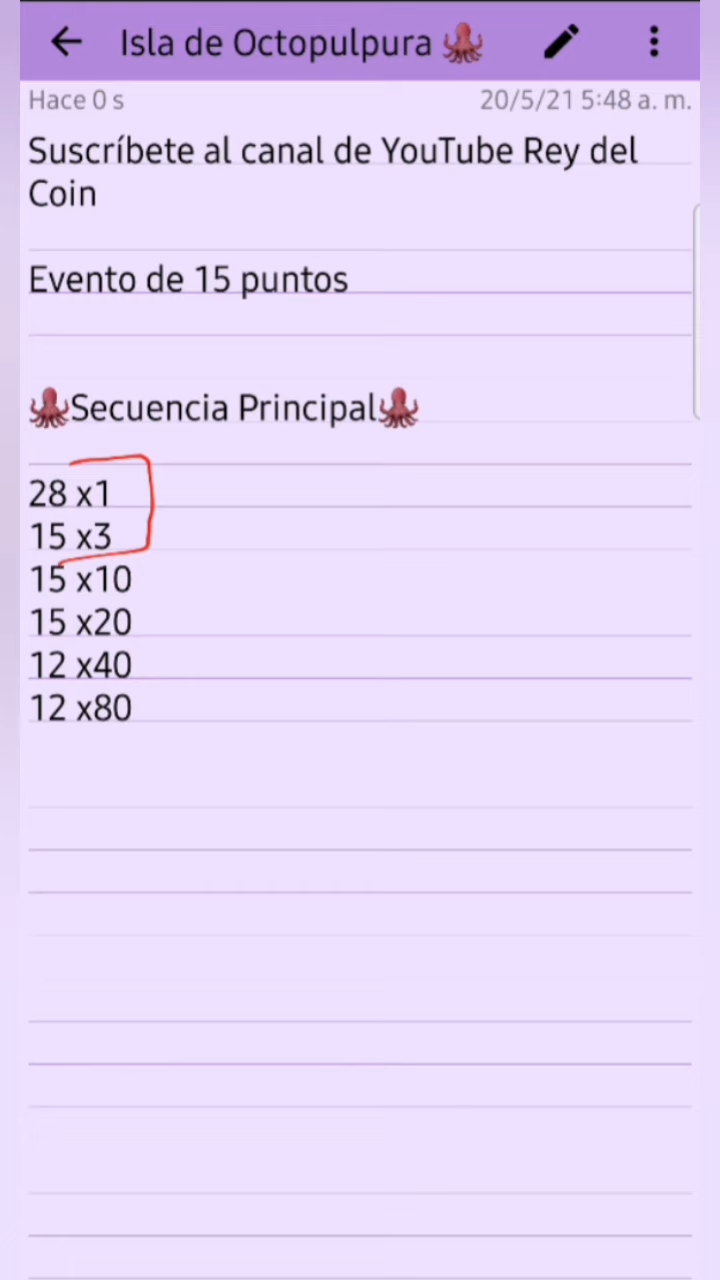 Isla de Octopulpura 🐙
Hace 0 s 20/5/21 5:48 a. m.
Suscríbete al canal de YouTube Rey del
Coin
Evento de 15 puntos
🐙Secuencia Principal🐙
28 x1
15 x3
15 x10
15 x20
12 x40
12 x80